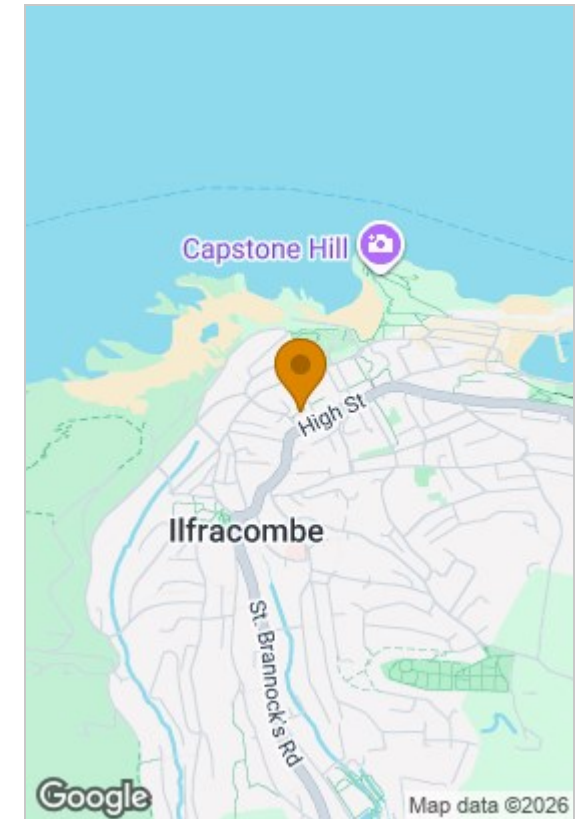 Capstone Hill
High St
Ilfracombe
St. Brannock's Rd
Google
Map data ©2026